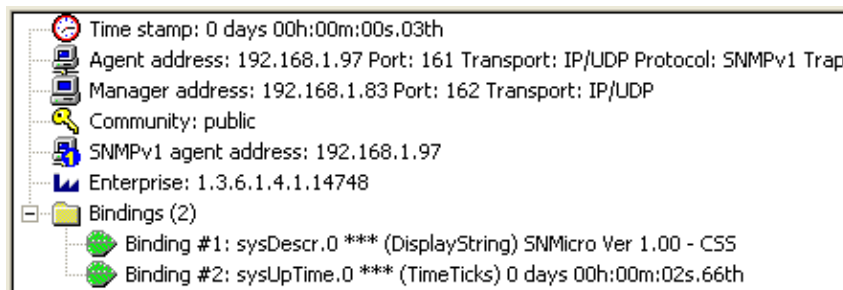 Time stamp: 0 days 00h:00m:00s.03th
Agent address: 192.168.1.97 Port: 161 Transport: IP/UDP Protocol: SNMPv1 Trap
Manager address: 192.168.1.83 Port: 162 Transport: IP/UDP
Community: public
SNMPv1 agent address: 192.168.1.97
Enterprise: 1.3.6.1.4.1.14748
Bindings (2)
Binding #1: sysDescr.0 *** (DisplayString) SNMicro Ver 1.00 - CSS
Binding #2: sysUpTime.0 *** (TimeTicks) 0 days 00h:00m:02s.66th